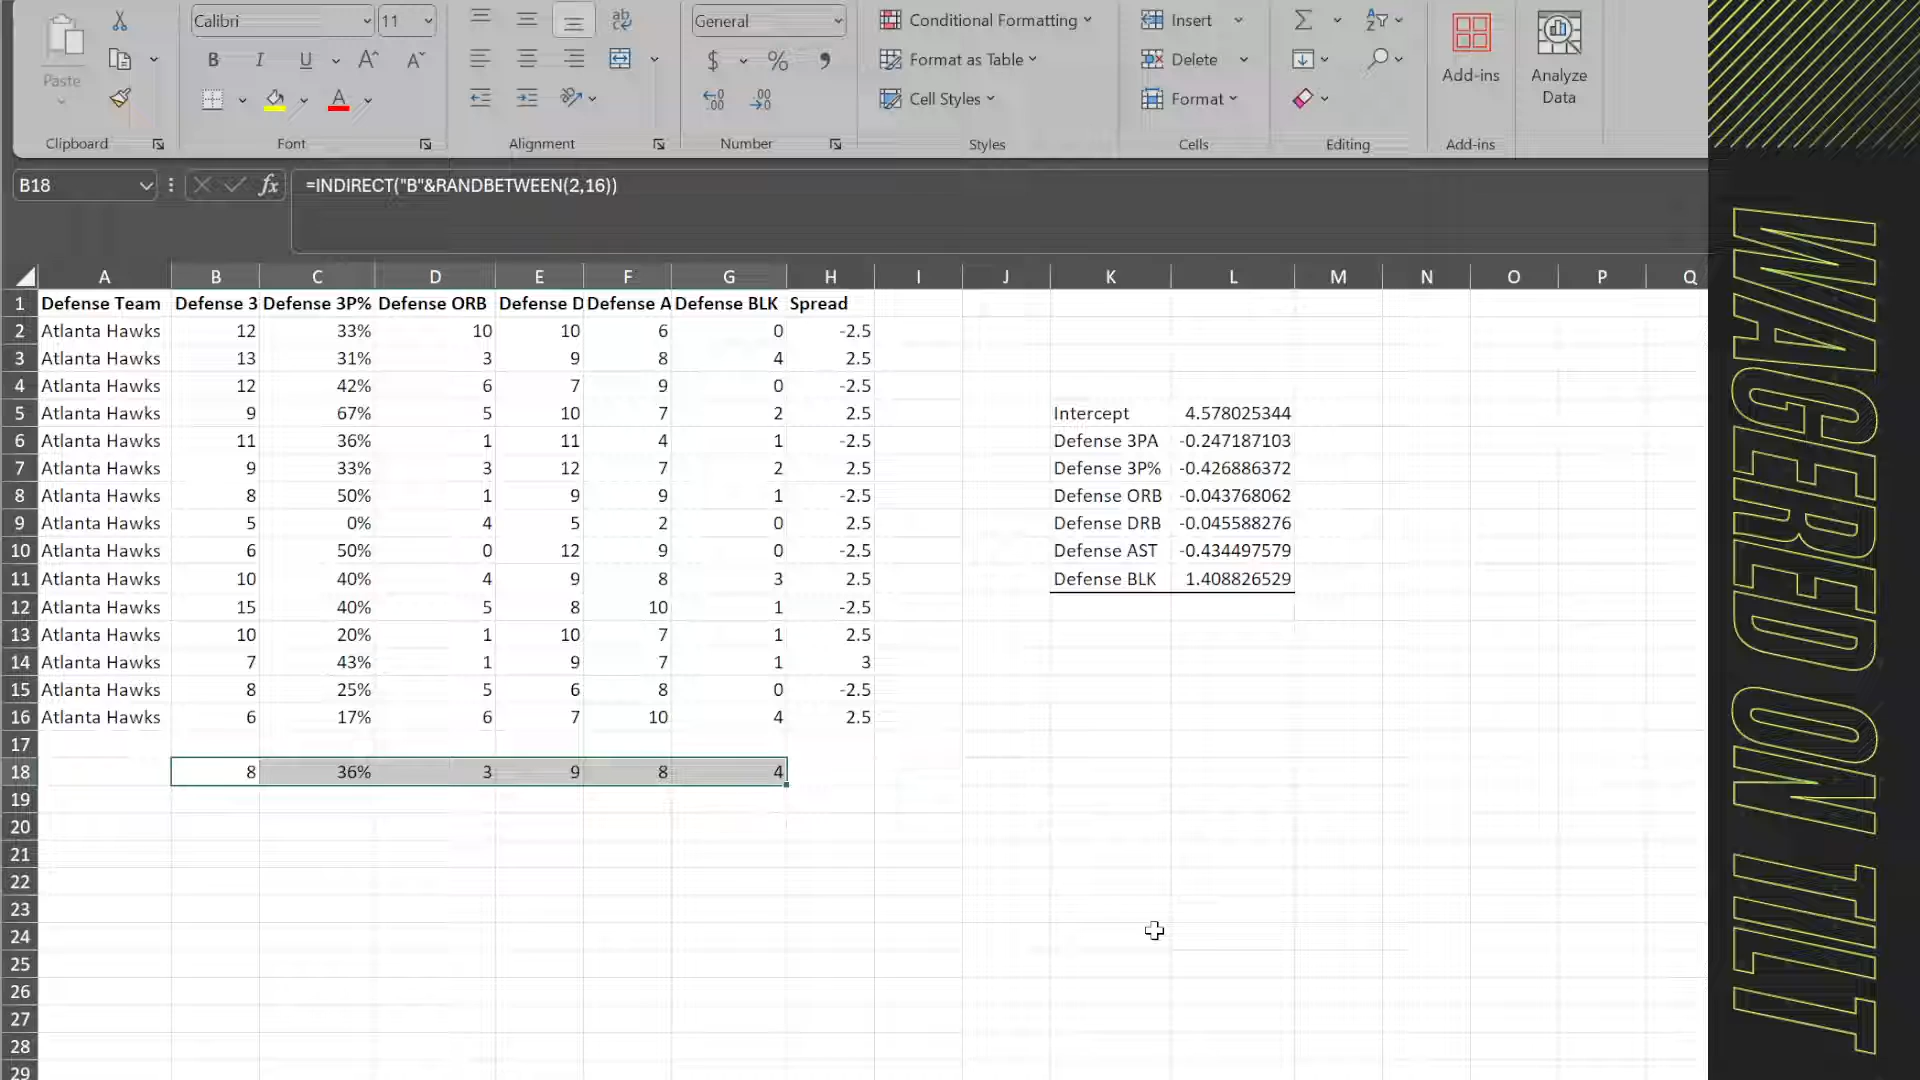 Calibri 11 ab General Conditional Formatting Insert
Paste B I U A A $ % Format as Table Delete Add-ins Analyze Data
A Cell Styles Format
Clipboard Font Alignment Number Styles Cells Editing Add-ins
B18 fx =INDIRECT("B"&RANDBETWEEN(2,16))
A B C D E F G H I J K L M N O P Q
1 Defense Team Defense 3 Defense 3P% Defense ORB Defense D Defense A Defense BLK Spread
2 Atlanta Hawks 12 33% 10 10 6 0 -2.5
3 Atlanta Hawks 13 31% 3 9 8 4 2.5
4 Atlanta Hawks 12 42% 6 7 9 0 -2.5
5 Atlanta Hawks 9 67% 5 10 7 2 2.5 Intercept 4.578025344
6 Atlanta Hawks 11 36% 1 11 4 1 -2.5 Defense 3PA -0.247187103
7 Atlanta Hawks 9 33% 3 12 7 2 2.5 Defense 3P% -0.426886372
8 Atlanta Hawks 8 50% 1 9 9 1 -2.5 Defense ORB -0.043768062
9 Atlanta Hawks 5 0% 4 5 2 0 2.5 Defense DRB -0.045588276
10 Atlanta Hawks 6 50% 0 12 9 0 -2.5 Defense AST -0.434497579
11 Atlanta Hawks 10 40% 4 9 8 3 2.5 Defense BLK 1.408826529
12 Atlanta Hawks 15 40% 5 8 10 1 -2.5
13 Atlanta Hawks 10 20% 1 10 7 1 2.5
14 Atlanta Hawks 7 43% 1 9 7 1 3
15 Atlanta Hawks 8 25% 5 6 8 0 -2.5
16 Atlanta Hawks 6 17% 6 7 10 4 2.5
17
18 8 36% 3 9 8 4
19
20
21
22
23
24
25
26
27
28
29
WAGERED ON TILT